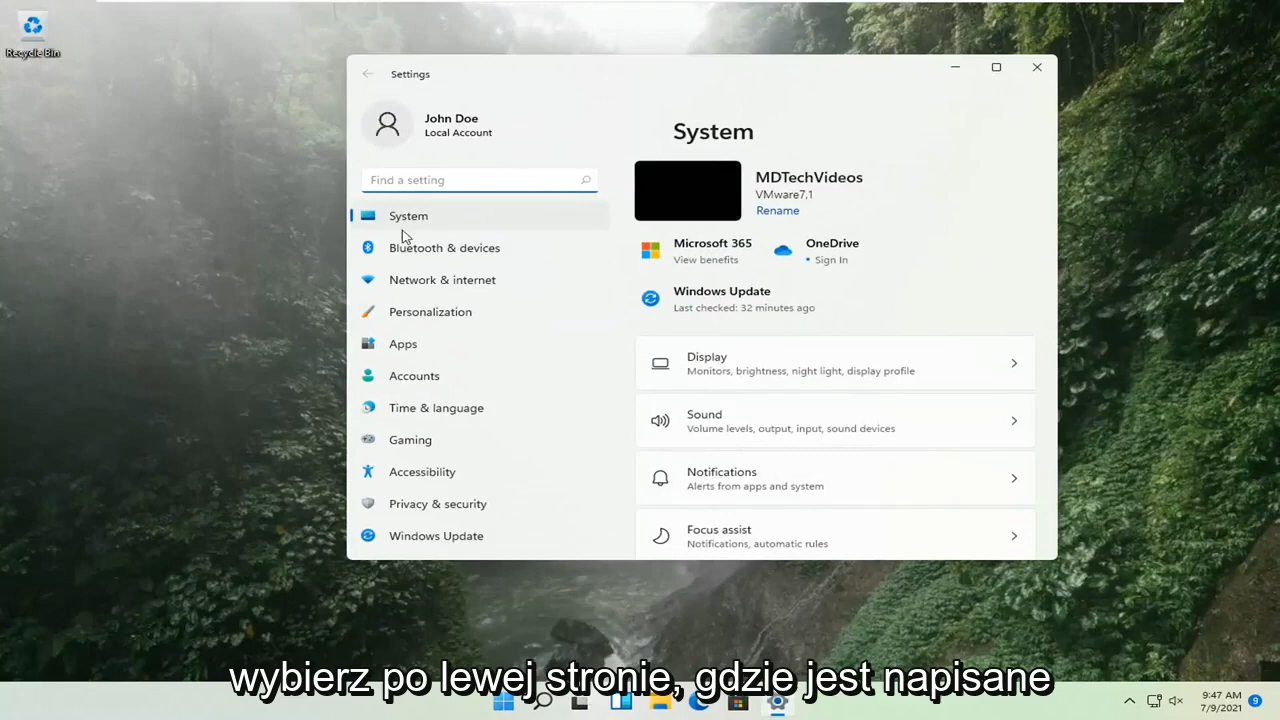 Recycle Bin
Settings
John Doe
Local Account
Find a setting
System
Bluetooth & devices
Network & internet
Personalization
Apps
Accounts
Time & language
Gaming
Accessibility
Privacy & security
Windows Update
System
MDTechVideos
VMware7,1
Rename
Microsoft 365
View benefits
OneDrive
• Sign In
Windows Update
Last checked: 32 minutes ago
Display
Monitors, brightness, night light, display profile
Sound
Volume levels, output, input, sound devices
Notifications
Alerts from apps and system
Focus assist
Notifications, automatic rules
wybierz po lewej stronie, gdzie jest napisane
9:47 AM
7/9/2021
9